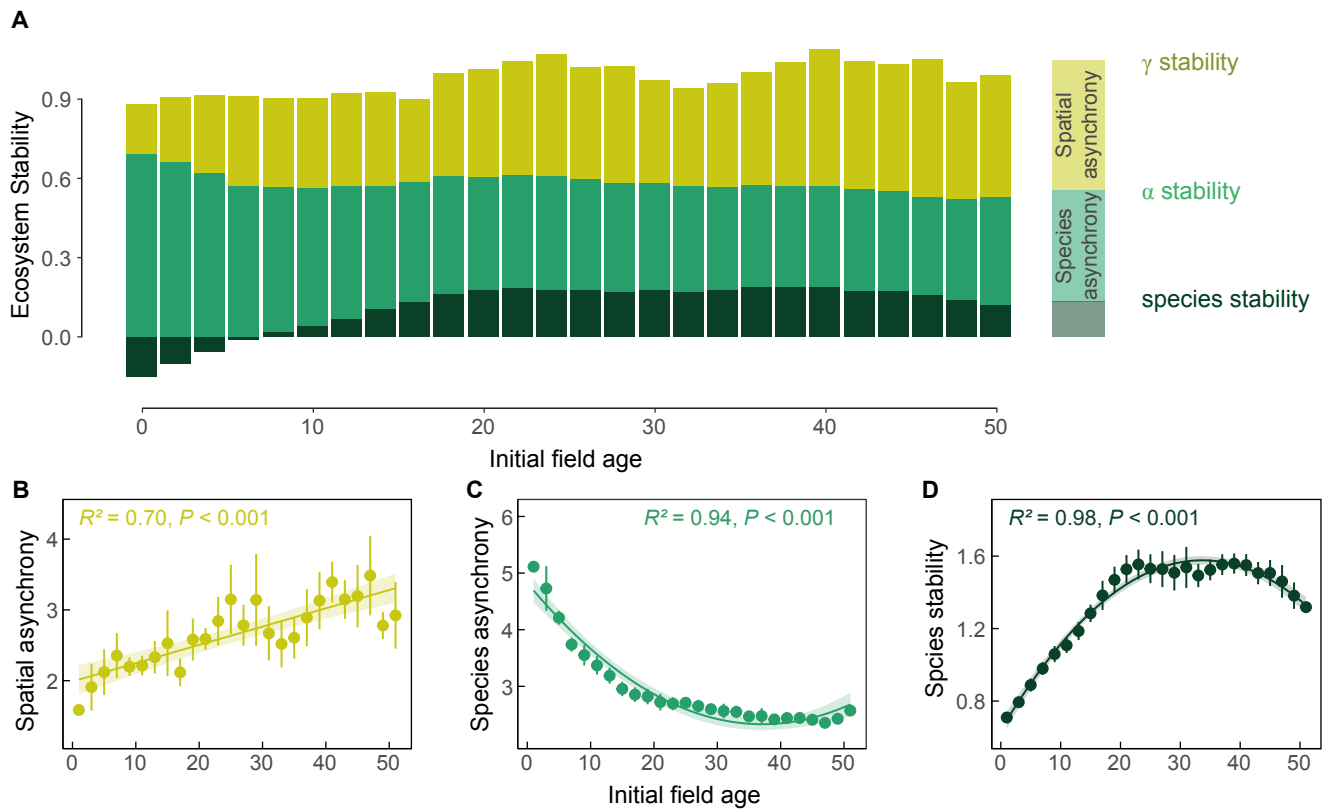 A
Ecosystem Stability
0.9
0.6
0.3
0.0
0
10
20
30
40
50
Initial field age
Spatial
asynchrony
Species
asynchrony
γ stability
α stability
species stability
B
R² = 0.70, P < 0.001
Spatial asynchrony
4
3
2
0
10
20
30
40
50
C
R² = 0.94, P < 0.001
Species asynchrony
6
5
4
3
0
10
20
30
40
50
Initial field age
D
R² = 0.98, P < 0.001
Spcies stability
1.6
1.2
0.8
0
10
20
30
40
50